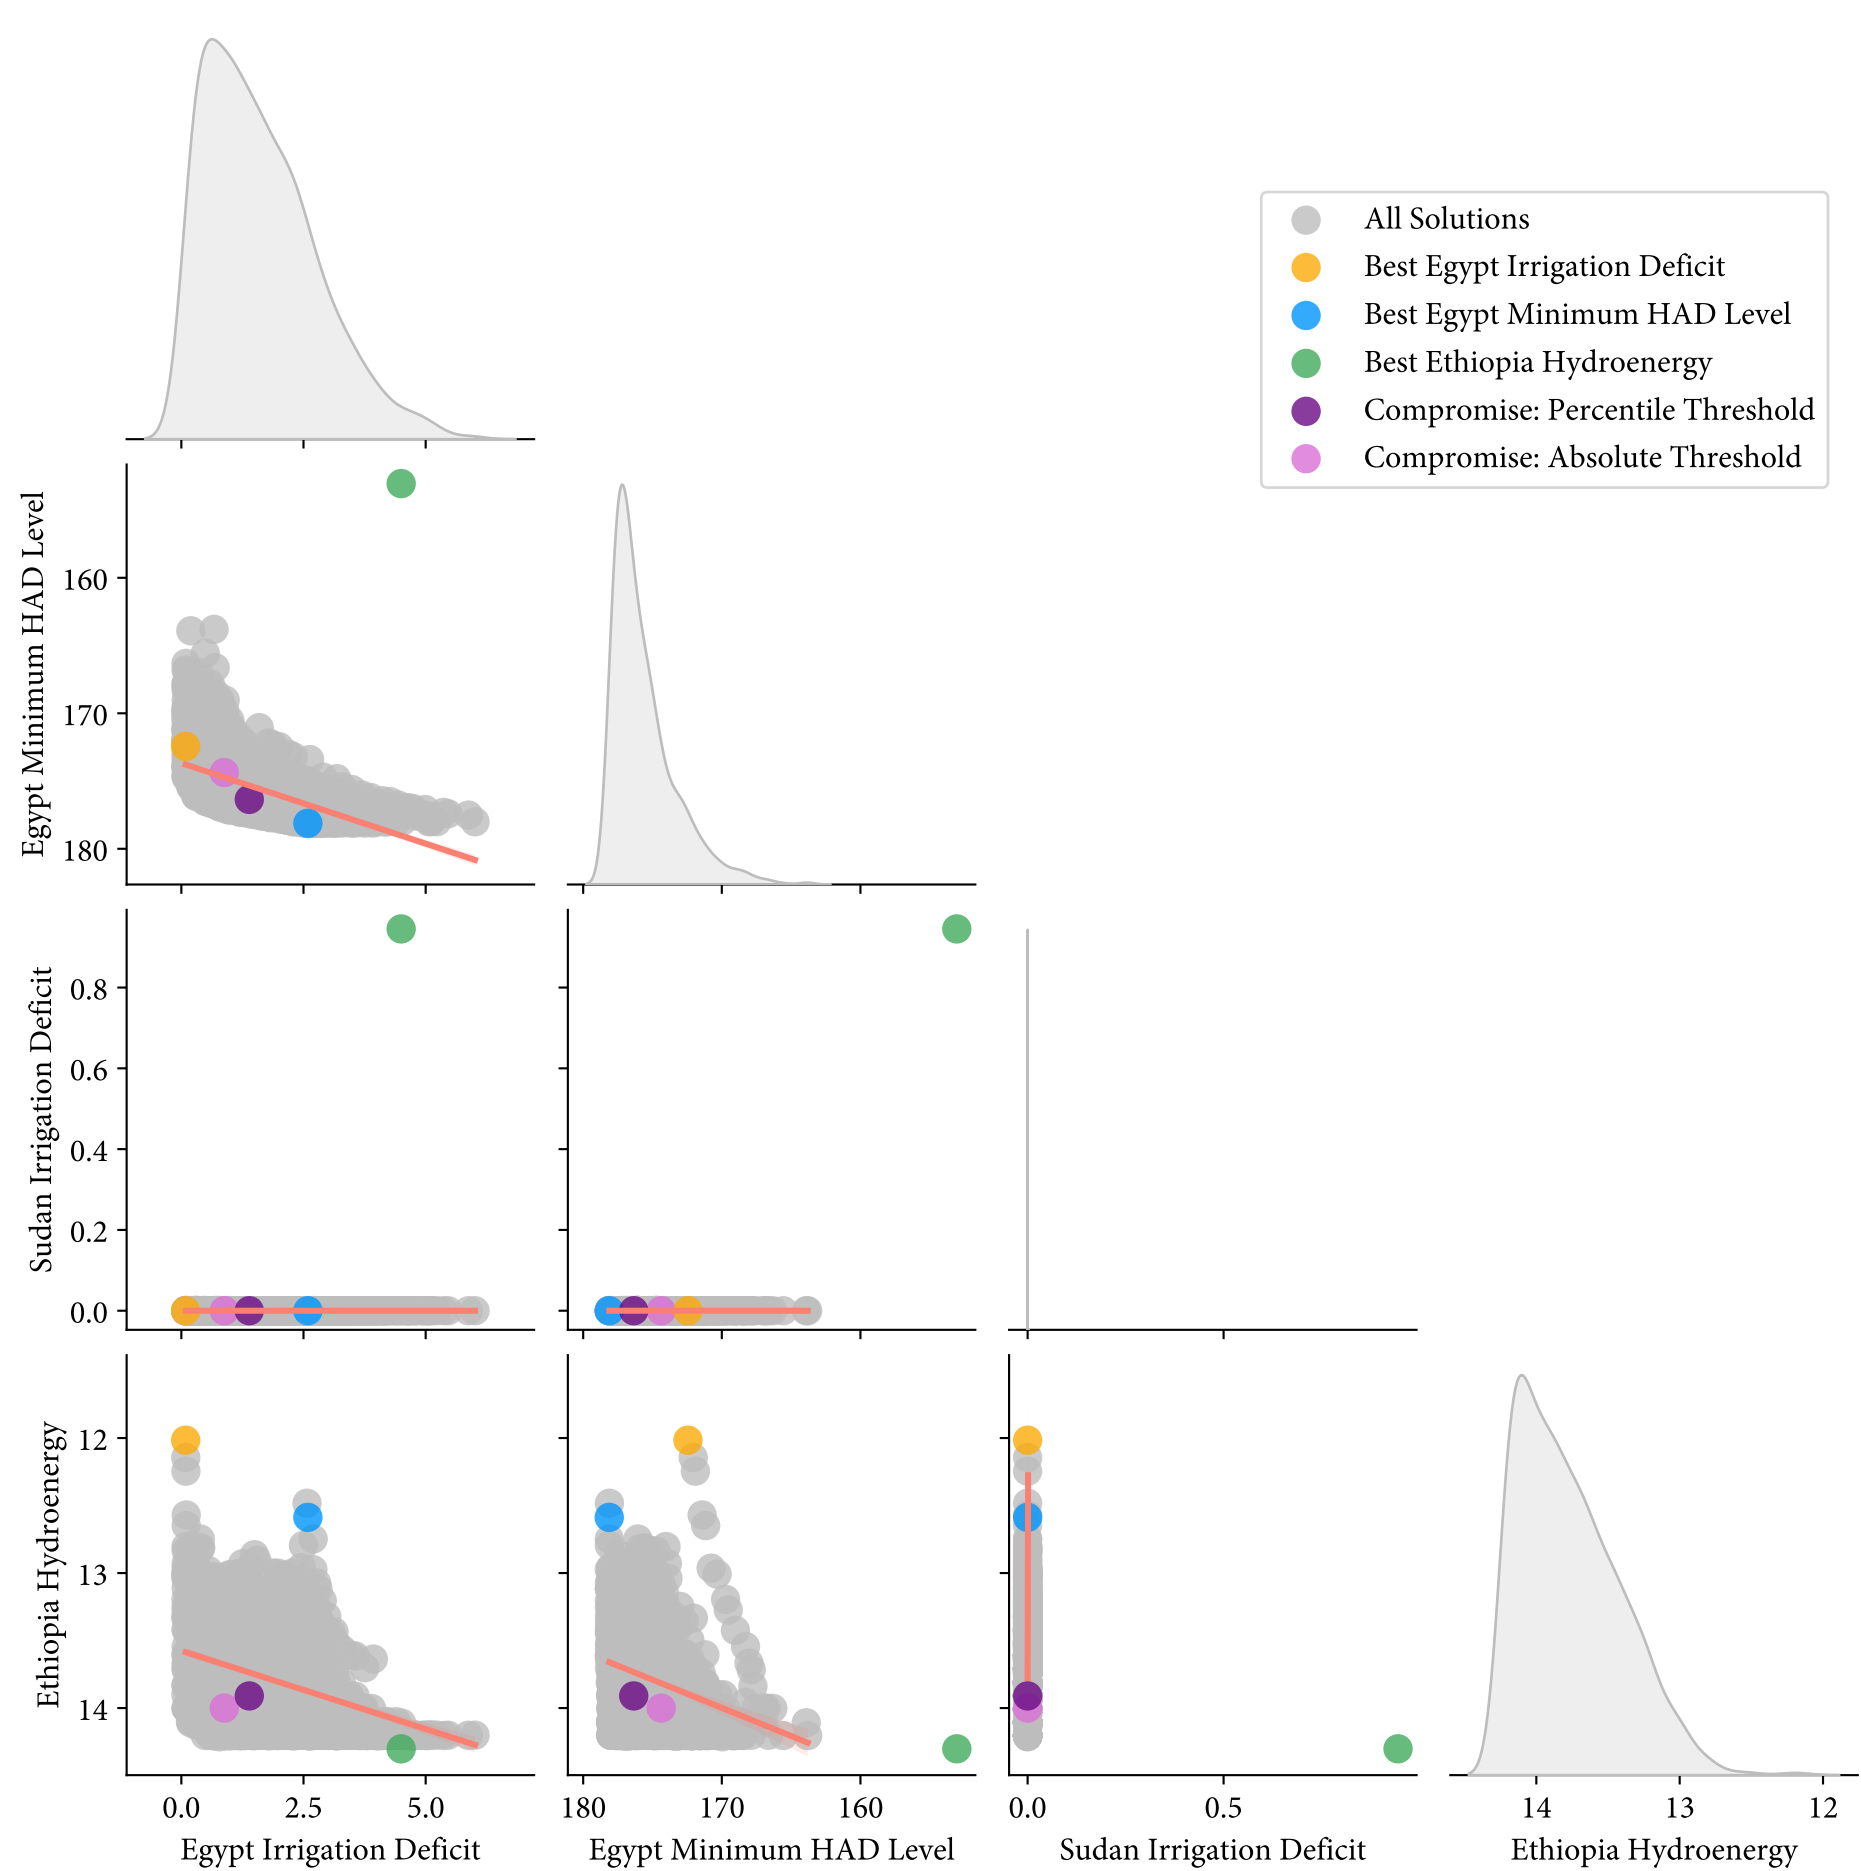 All Solutions
Best Egypt Irrigation Deficit
Best Egypt Minimum HAD Level
Best Ethiopia Hydroenergy
Compromise: Percentile Threshold
Compromise: Absolute Threshold
Egypt Minimum HAD Level
160
170
180
Sudan Irrigation Deficit
0.8
0.6
0.4
0.2
0.0
Ethiopia Hydroenergy
12
13
14
0.0 2.5 5.0
180 170 160
0.0 0.5
14 13 12
Egypt Irrigation Deficit
Egypt Minimum HAD Level
Sudan Irrigation Deficit
Ethiopia Hydroenergy